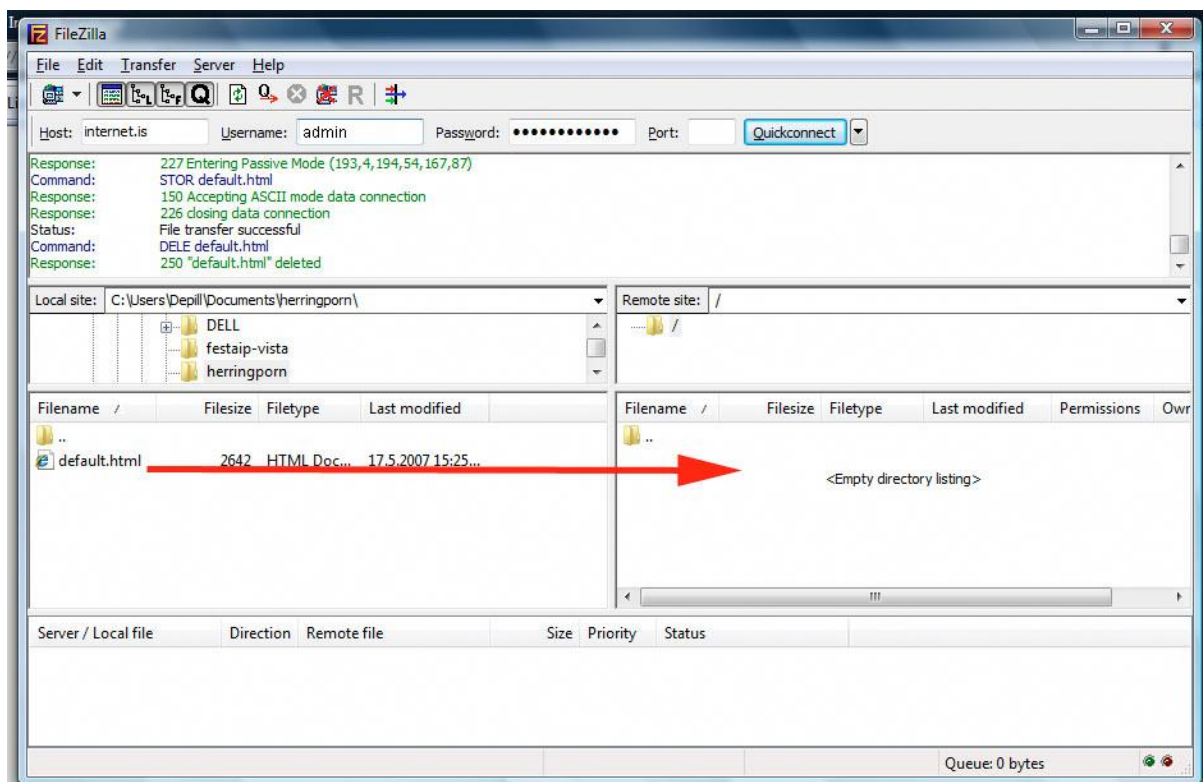 FileZilla
File Edit Transfer Server Help
Host: internet.is Username: admin Password: •••••••••••• Port: Quickconnect
Response: 227 Entering Passive Mode (193,4,194,54,167,87)
Command: STOR default.html
Response: 150 Accepting ASCII mode data connection
Response: 226 closing data connection
Status: File transfer successful
Command: DELE default.html
Response: 250 "default.html" deleted
Local site: C:\Users\Depill\Documents\herringporn\ Remote site: /
DELL /
festaip-vista
herringporn
Filename / Filesize Filetype Last modified Filename / Filesize Filetype Last modified Permissions Owr
.. ..
default.html 2642 HTML Doc... 17.5.2007 15:25...
<Empty directory listing>
Server / Local file Direction Remote file Size Priority Status
Queue: 0 bytes